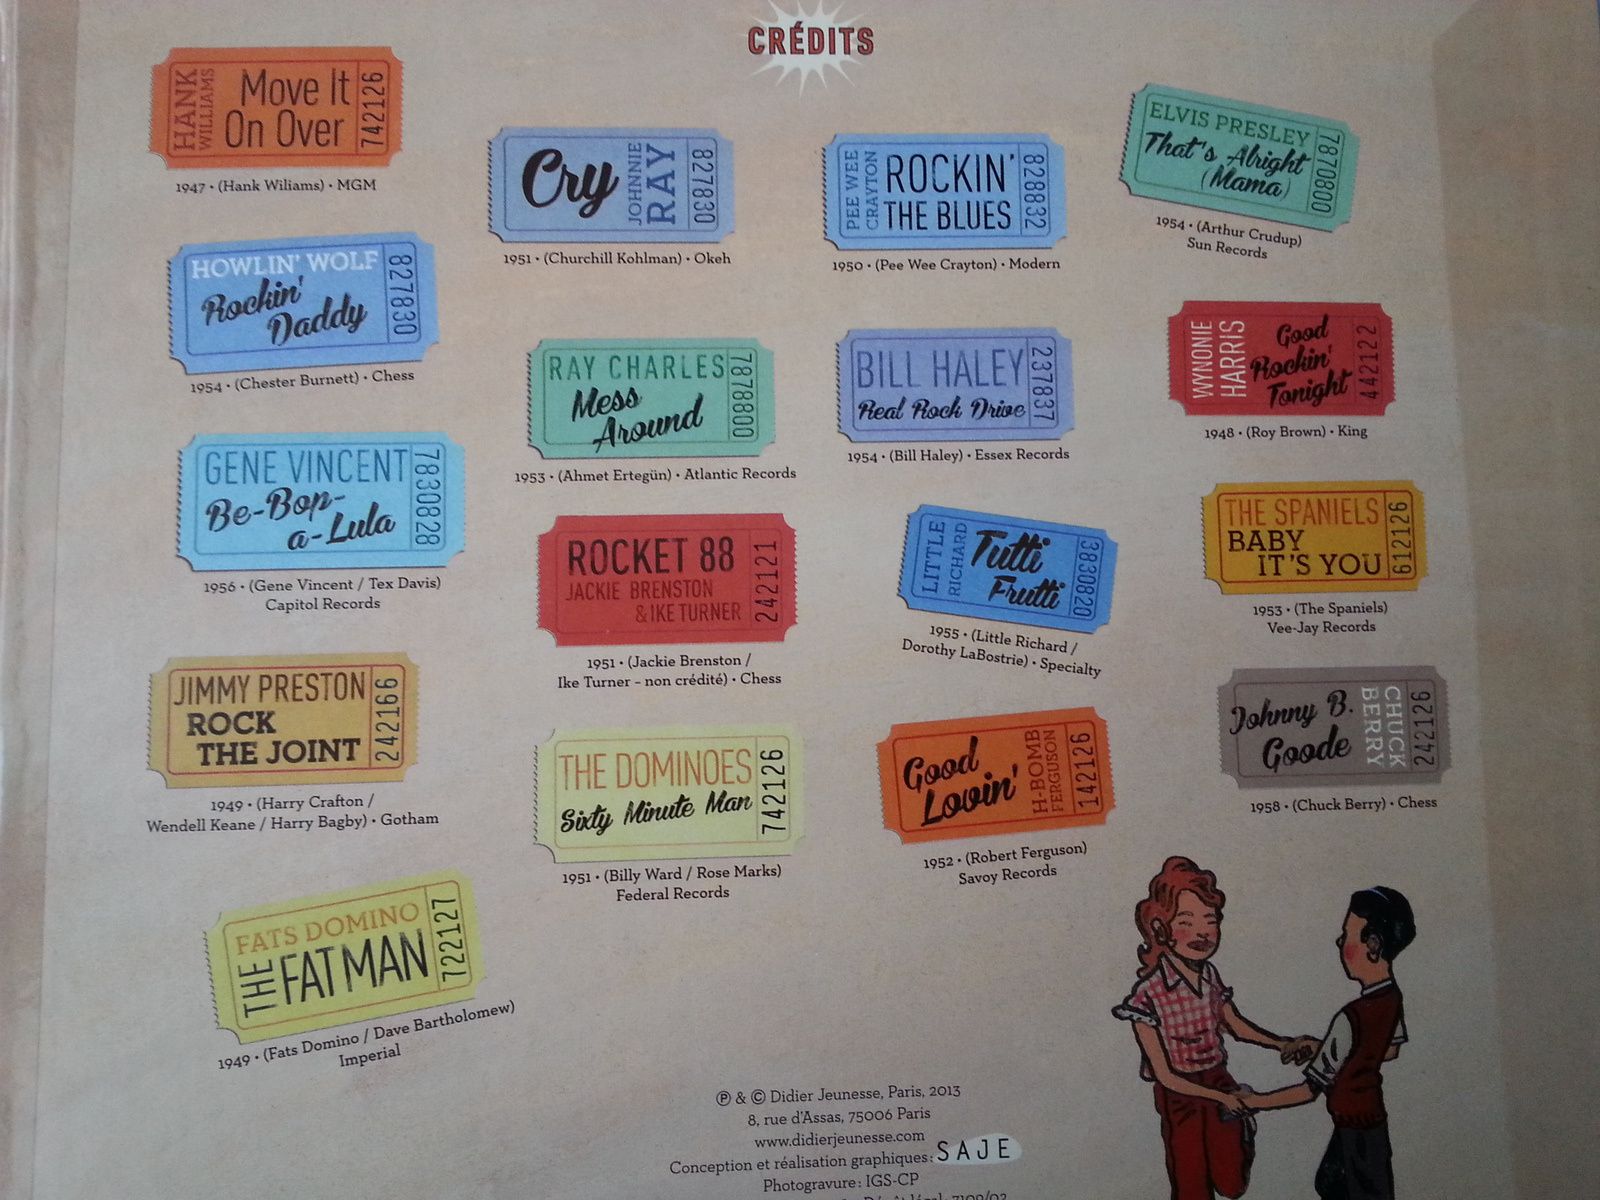 CRÉDITS
HANK
WILLIAMS
Move It
On Over
742126
1947 • (Hank Wiliams) • MGM
HOWLIN' WOLF
Rockin'
Daddy
827830
1954 • (Chester Burnett) • Chess
GENE VINCENT
Be-Bop-
a-Lula
7830828
1956 • (Gene Vincent / Tex Davis)
Capitol Records
JIMMY PRESTON
ROCK
THE JOINT
242166
1949 • (Harry Crafton /
Wendell Keane / Harry Bagby) • Gotham
FATS DOMINO
THE
FAT MAN
722127
1949 • (Fats Domino / Dave Bartholomew)
Imperial
Cry
JOHNNIE
RAY
827830
1951 • (Churchill Kohlman) • Okeh
RAY CHARLES
Mess
Around
7878800
1953 • (Ahmet Ertegün) • Atlantic Records
ROCKET 88
JACKIE BRENSTON
& IKE TURNER
242121
1951 • (Jackie Brenston /
Ike Turner – non crédité) • Chess
THE DOMINOES
Sixty Minute Man
742126
1951 • (Billy Ward / Rose Marks)
Federal Records
PEE WEE
CRAYTON
ROCKIN'
THE BLUES
828832
1950 • (Pee Wee Crayton) • Modern
BILL HALEY
Real Rock Drive
237837
1954 • (Bill Haley) • Essex Records
LITTLE
RICHARD
Tutti
Frutti
3830820
1955 • (Little Richard /
Dorothy LaBostrie) • Specialty
Good
Lovin'
H-BOMB
FERGUSON
142126
1952 • (Robert Ferguson)
Savoy Records
ELVIS PRESLEY
That's Alright
(Mama)
7870800
1954 • (Arthur Crudup)
Sun Records
WYNONIE
HARRIS
Good
Rockin'
Tonight
442122
1948 • (Roy Brown) • King
THE SPANIELS
BABY
IT'S YOU
612126
1953 • (The Spaniels)
Vee-Jay Records
Johnny B.
Goode
CHUCK
BERRY
242126
1958 • (Chuck Berry) • Chess
℗ & © Didier Jeunesse, Paris, 2013
8, rue d'Assas, 75006 Paris
www.didierjeunesse.com
Conception et réalisation graphiques : SAJE
Photogravure : IGS-CP